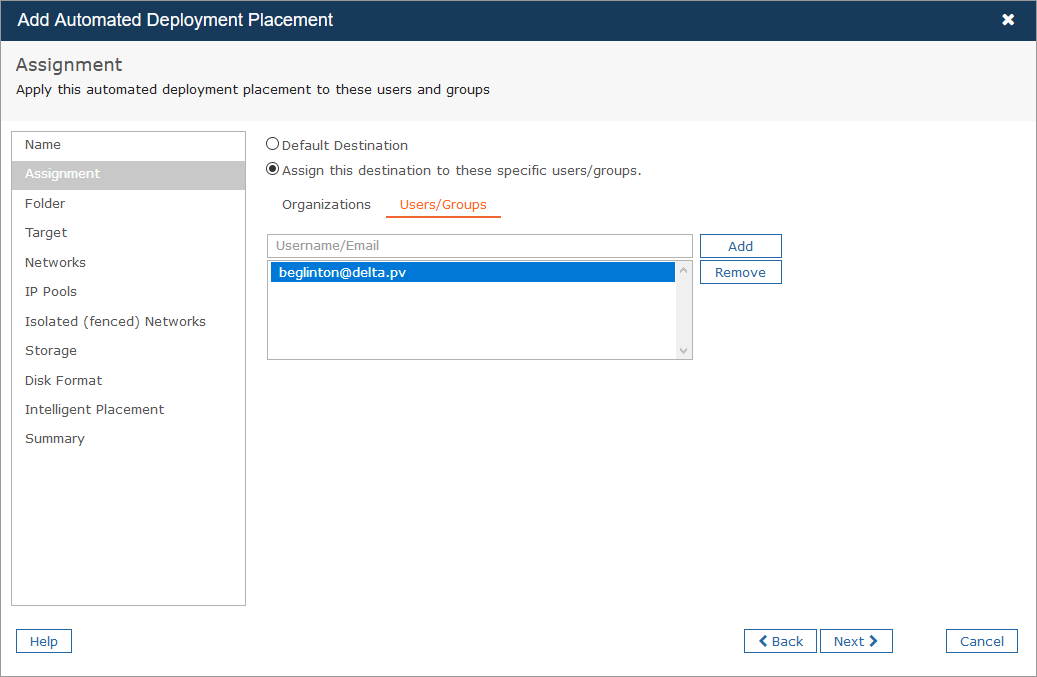 Add Automated Deployment Placement
Assignment
Apply this automated deployment placement to these users and groups
Name
Assignment
Folder
Target
Networks
IP Pools
Isolated (fenced) Networks
Storage
Disk Format
Intelligent Placement
Summary
Default Destination
Assign this destination to these specific users/groups.
Organizations Users/Groups
Username/Email Add
beglinton@delta.pv Remove
Help Back Next Cancel